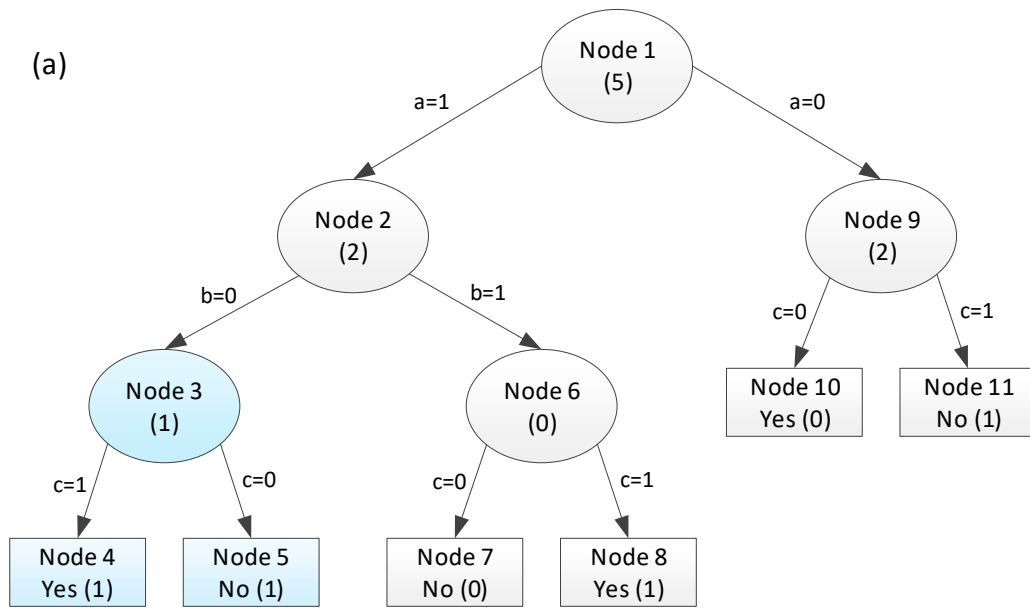 (a)
Node 1
(5)
a=1
a=0
Node 2
(2)
Node 9
(2)
b=0
b=1
c=0
c=1
Node 3
(1)
Node 6
(0)
Node 10
Yes (0)
Node 11
No (1)
c=1
c=0
c=0
c=1
Node 4
Yes (1)
Node 5
No (1)
Node 7
No (0)
Node 8
Yes (1)